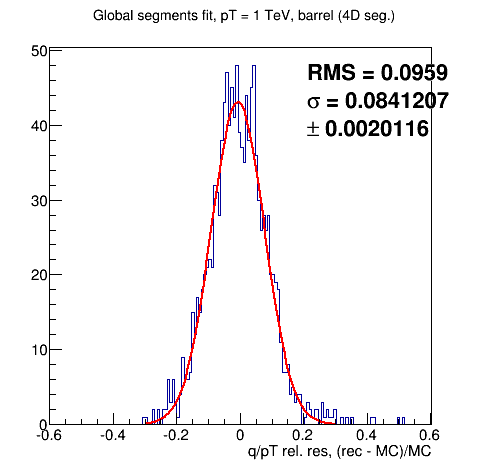 Global segments fit, pT = 1 TeV, barrel (4D seg.)
RMS = 0.0959
σ = 0.0841207
± 0.0020116
50
40
30
20
10
0
-0.6 -0.4 -0.2 0 0.2 0.4 0.6
q/pT rel. res, (rec - MC)/MC